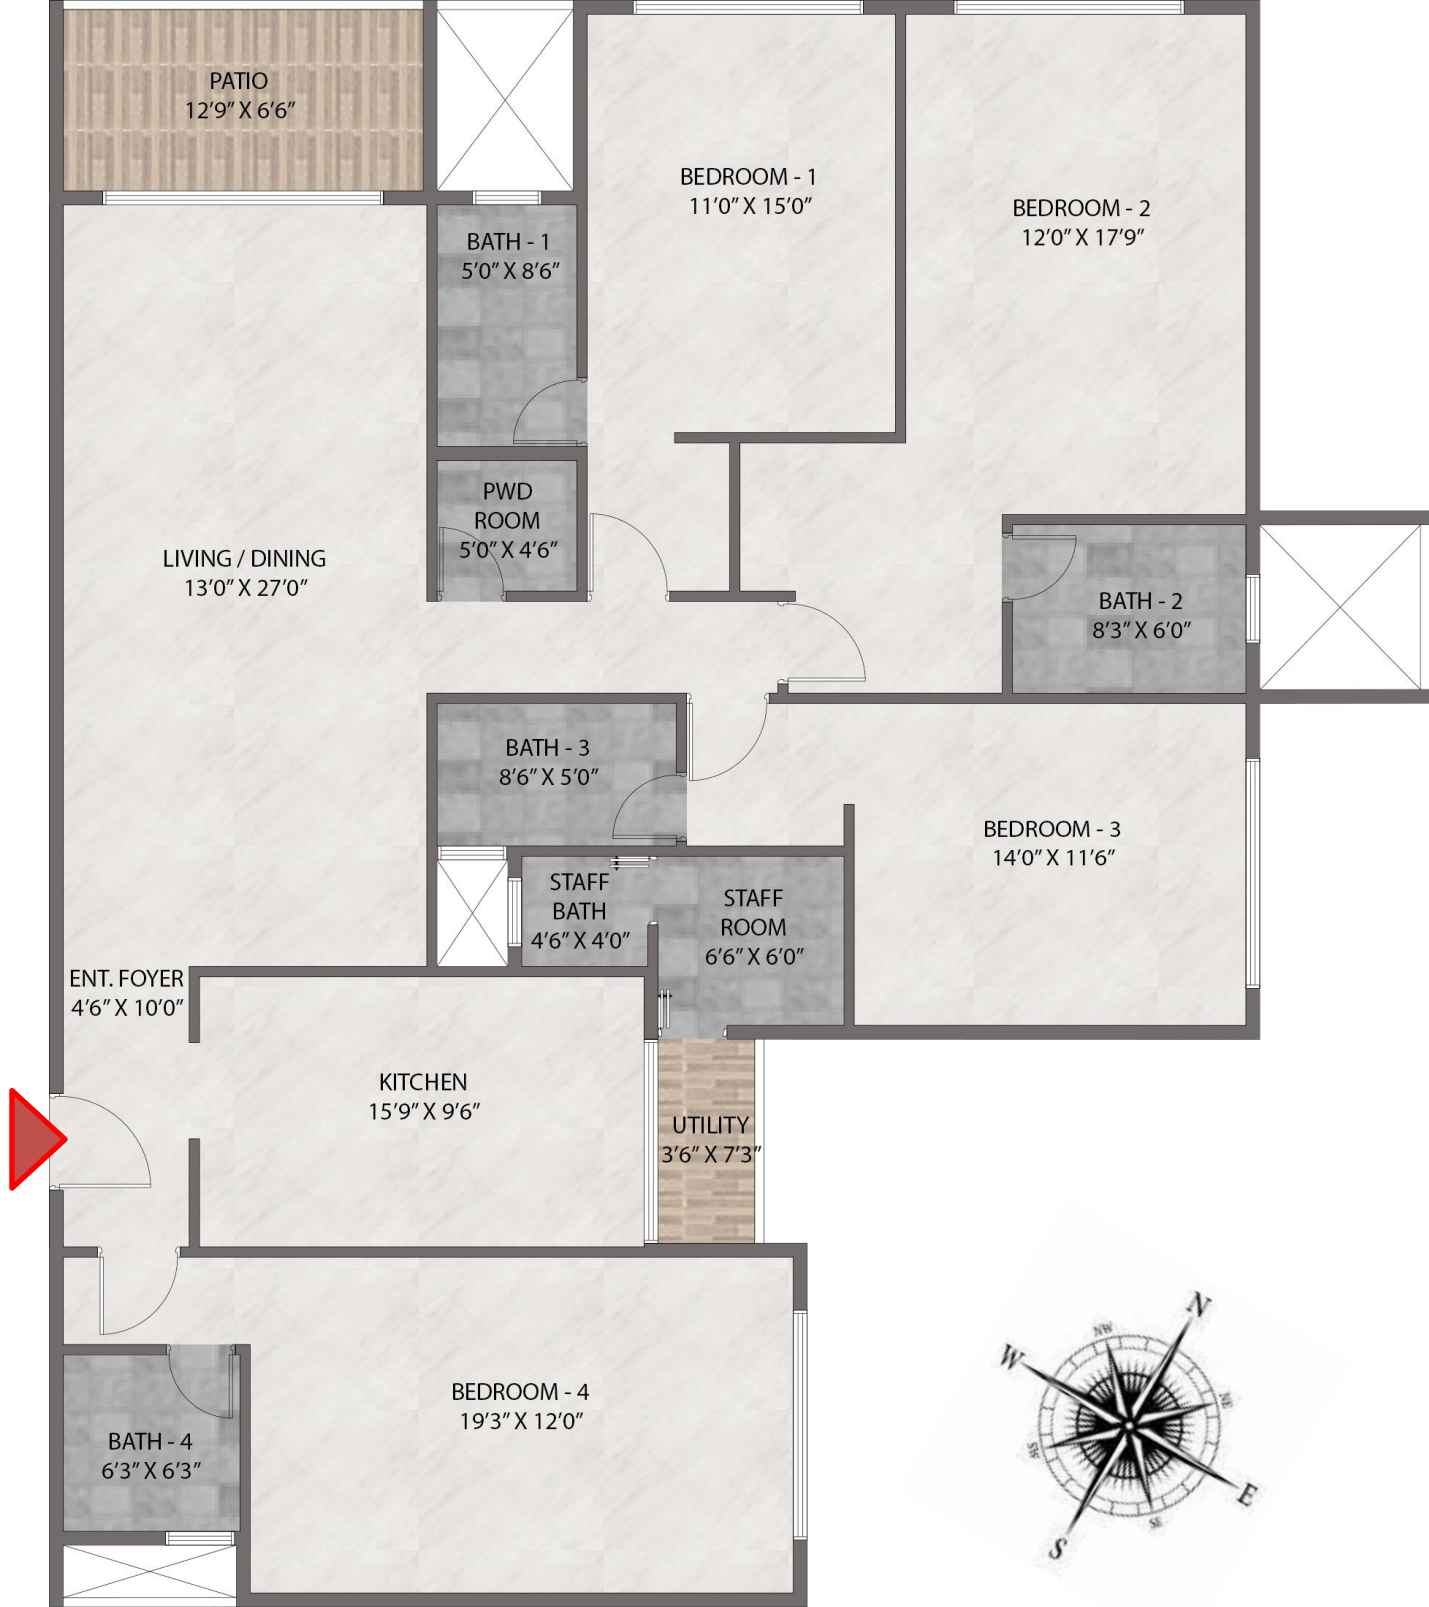 PATIO
12'9” X 6'6”
BEDROOM - 1
11'0” X 15'0”
BEDROOM - 2
12'0” X 17'9”
BATH - 1
5'0” X 8'6”
PWD
ROOM
5'0” X 4'6”
LIVING / DINING
13'0” X 27'0”
BATH - 2
8'3” X 6'0”
BATH - 3
8'6” X 5'0”
BEDROOM - 3
14'0” X 11'6”
STAFF
BATH
4'6” X 4'0”
STAFF
ROOM
6'6” X 6'0”
ENT. FOYER
4'6” X 10'0”
KITCHEN
15'9” X 9'6”
UTILITY
3'6” X 7'3”
BEDROOM - 4
19'3” X 12'0”
BATH - 4
6'3” X 6'3”
N
NW
W
NE
SW
E
SE
S